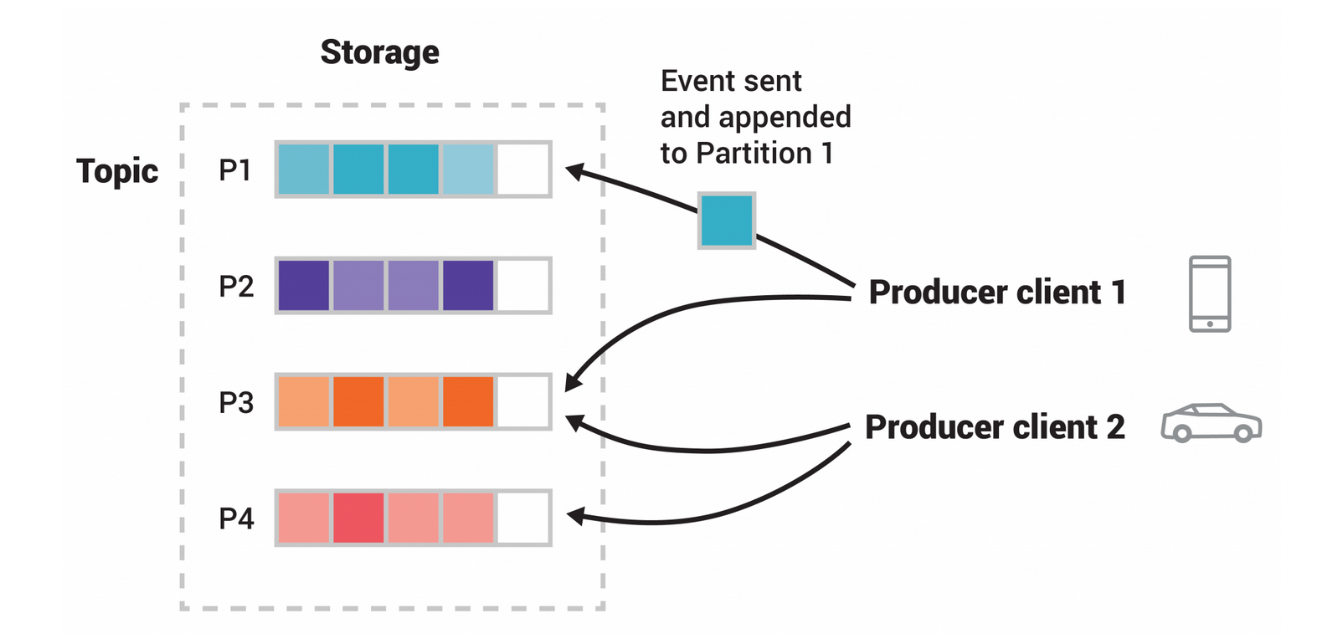 Storage
Event sent
and appended
to Partition 1
Topic
P1
P2
Producer client 1
P3
Producer client 2
P4